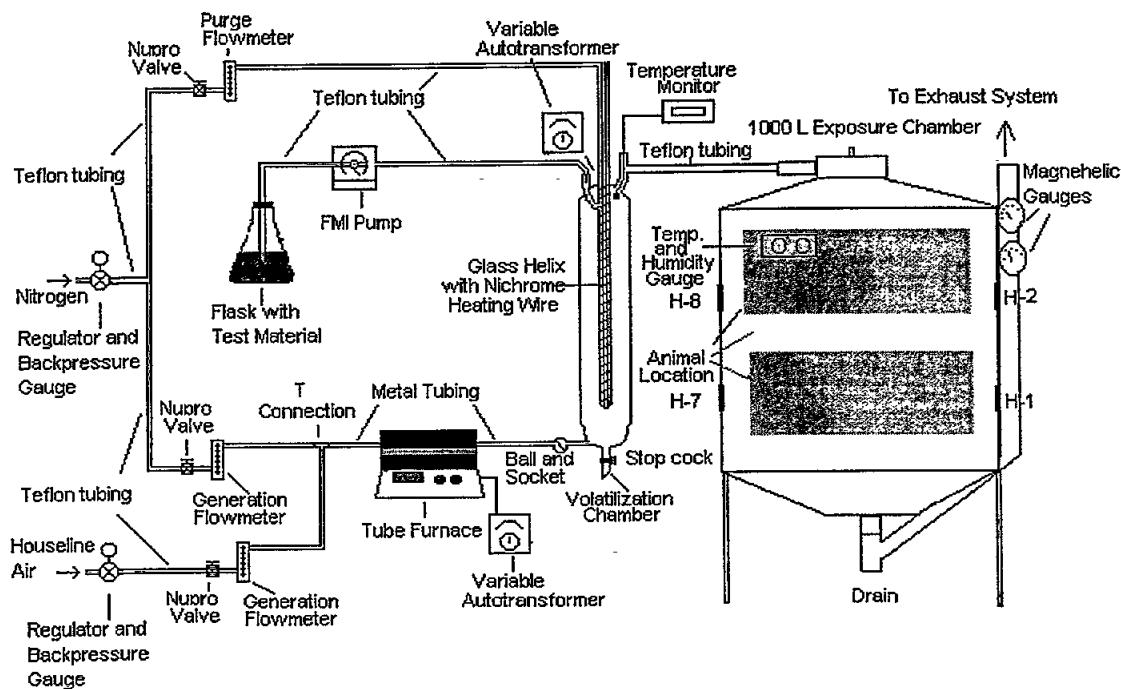 Purge
Flowmeter
Nupro
Valve
Variable
Autotransformer
Temperature
Monitor
To Exhaust System
1000 L Exposure Chamber
Teflon tubing
Teflon tubing
Teflon tubing
Magnehelic
Gauges
FMI Pump
Temp.
and
Humidity
Gauge
Glass Helix
with Nichrome
Heating Wire
Nitrogen
Flask with
Test Material
H-8
H-2
Regulator and
Backpressure
Gauge
Animal
Location
T
Connection
Metal Tubing
H-7
H-1
Nupro
Valve
Ball and
Socket
Stop cock
Teflon tubing
Generation
Flowmeter
Volatilization
Chamber
Tube Furnace
Houseline
Air
Drain
Nupro
Valve
Generation
Flowmeter
Variable
Autotransformer
Regulator and
Backpressure
Gauge